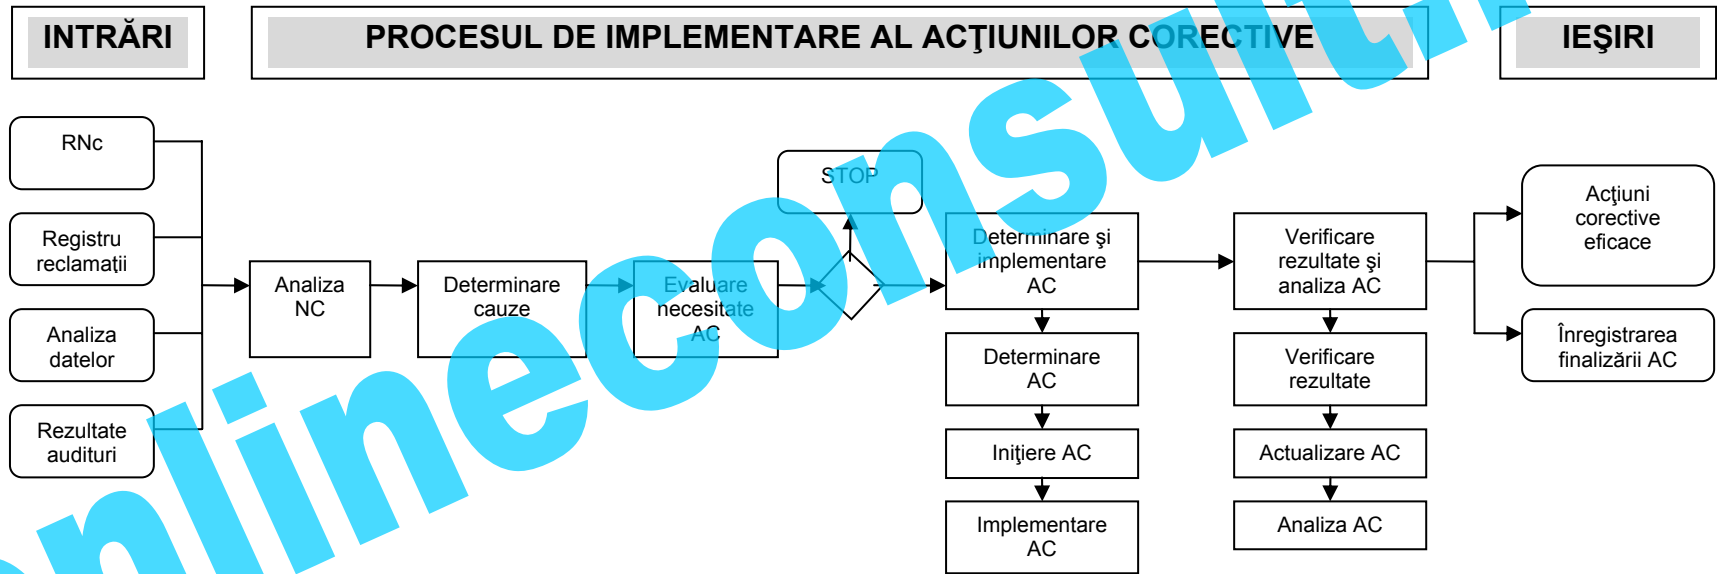 INTRĂRI
PROCESUL DE IMPLEMENTARE AL ACŢIUNILOR CORECTIVE
IEŞIRI
RNc
Registru
reclamaţii
Analiza
datelor
Rezultate
audituri
Analiza
NC
Determinare
cauze
Evaluare
necesitate
AC
STOP
Determinare şi
implementare
AC
Determinare
AC
Iniţiere AC
Implementare
AC
Verificare
rezultate şi
analiza AC
Verificare
rezultate
Actualizare AC
Analiza AC
Acţiuni
corective
eficace
Înregistrarea
finalizării AC
onlineconsult.